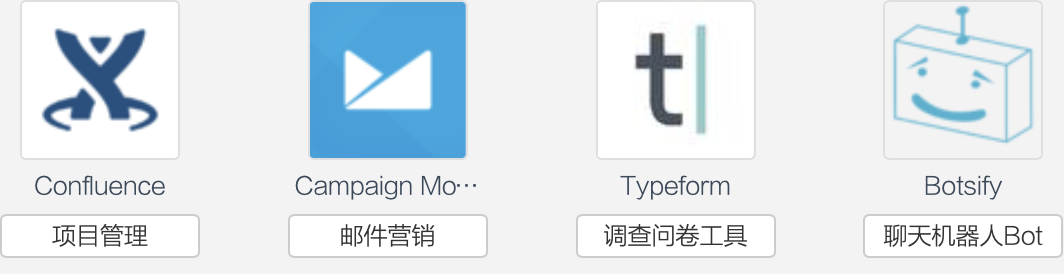 t
Confluence
Campaign Mo…
Typeform
Botsify
项目管理
邮件营销
调查问卷工具
聊天机器人Bot